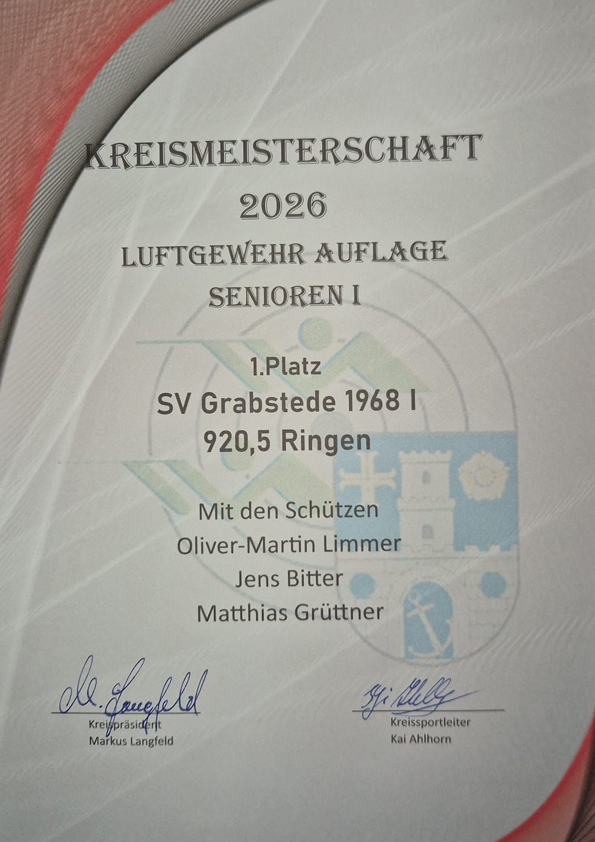 KREISMEISTERSCHAFT
2026
LUFTGEWEHR AUFLAGE
SENIOREN I
1.Platz
SV Grabstede 1968 I
920,5 Ringen
Mit den Schützen
Oliver-Martin Limmer
Jens Bitter
Matthias Grüttner
M. Langfeld
Kreispräsident
Markus Langfeld
Kreissportleiter
Kai Ahlhorn